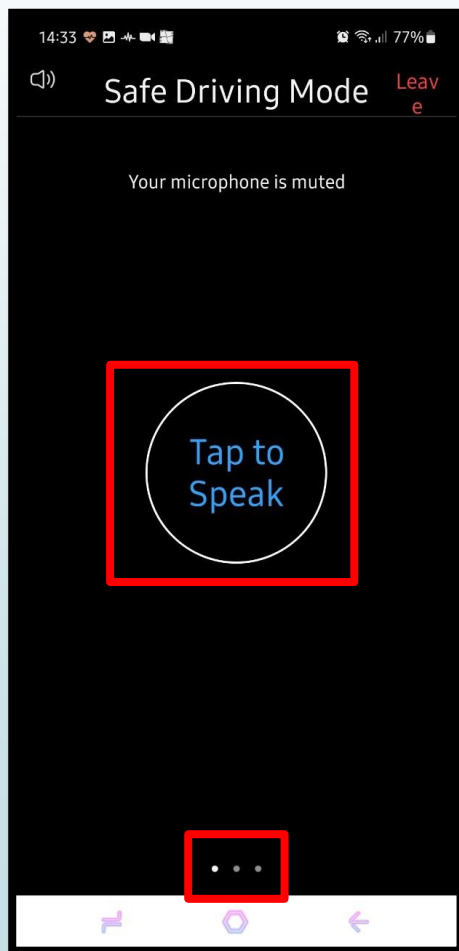 14:33 77%
Safe Driving Mode
Leav
e
Your microphone is muted
Tap to
Speak